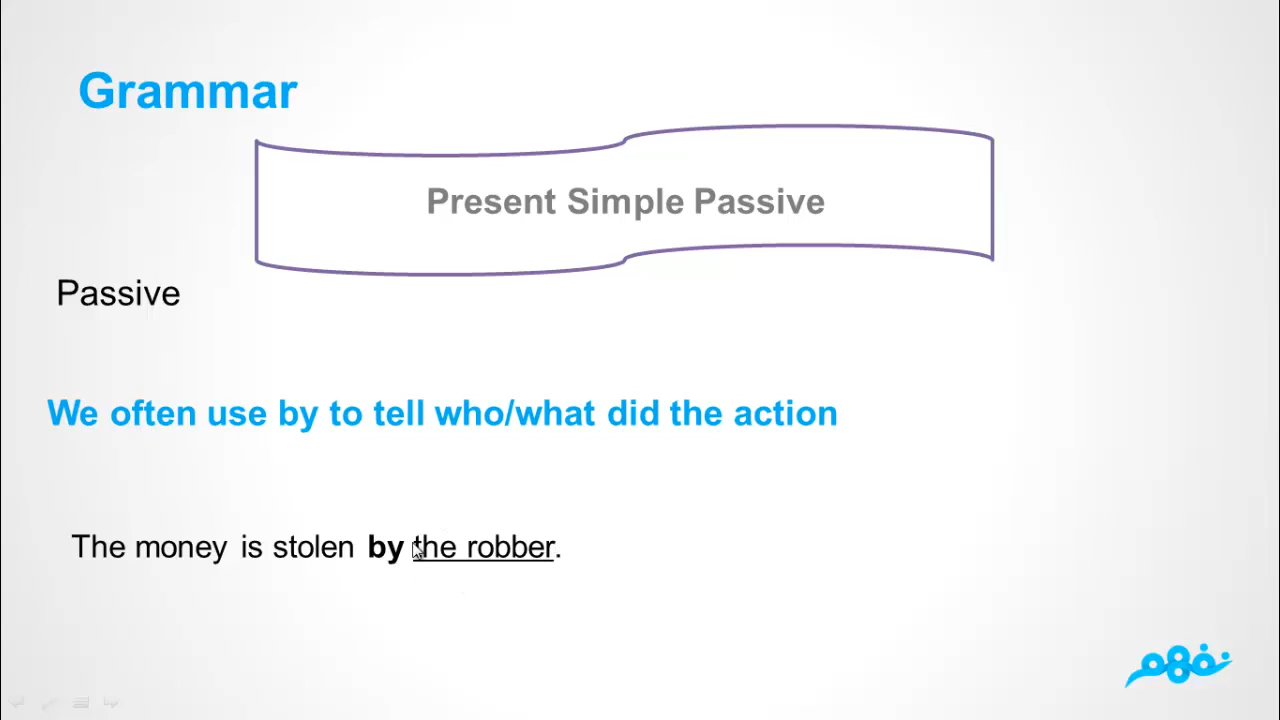 Grammar
Present Simple Passive
Passive
We often use by to tell who/what did the action
The money is stolen by the robber.
نفهم